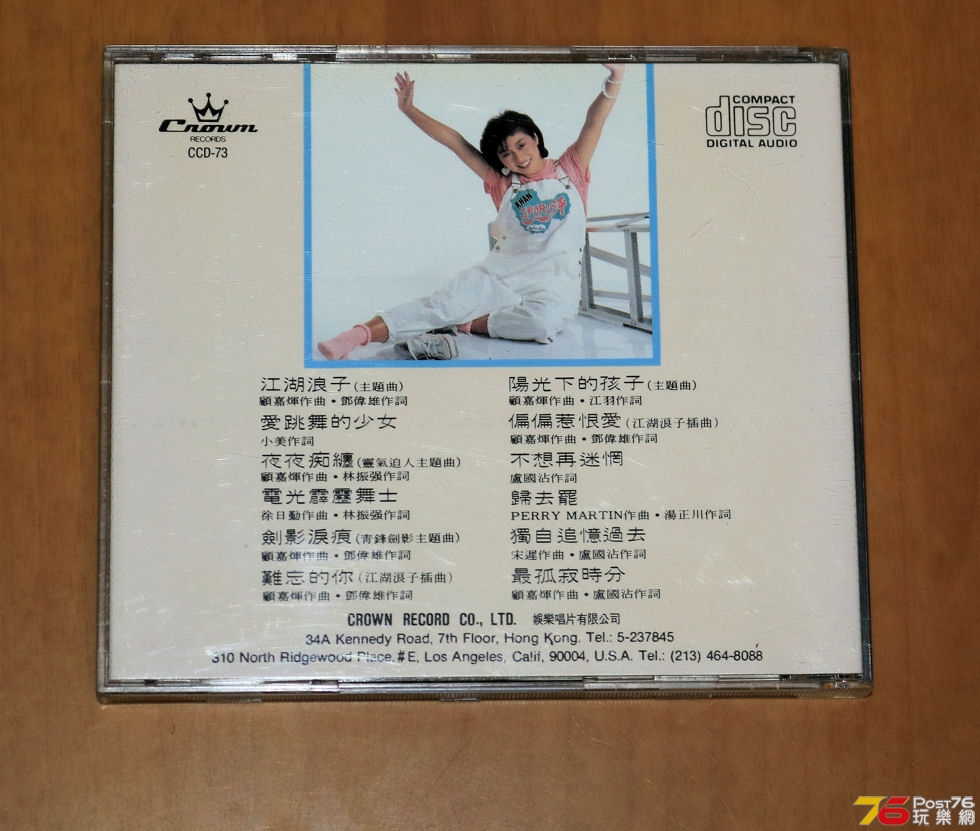 Crown
RECORDS
CCD-73
COMPACT
disc
DIGITAL AUDIO
KHAN
江湖浪子(主題曲)
顧嘉煇作曲・鄧偉雄作詞
愛跳舞的少女
小美作詞
夜夜痴纏(靈氣迫人主題曲)
顧嘉煇作曲・林振强作詞
電光霹靂舞士
徐日勤作曲・林振强作詞
劍影淚痕(青鋒劍影主題曲)
顧嘉煇作曲・鄧偉雄作詞
難忘的你(江湖浪子插曲)
顧嘉煇作曲・鄧偉雄作詞
陽光下的孩子(主題曲)
顧嘉煇作曲・江羽作詞
偏偏惹恨愛(江湖浪子插曲)
顧嘉煇作曲・鄧偉雄作詞
不想再迷惘
盧國沾作詞
歸去罷
PERRY MARTIN作曲・湯正川作詞
獨自追憶過去
宋遲作曲・盧國沾作詞
最孤寂時分
顧嘉煇作曲・盧國沾作詞
CROWN RECORD CO., LTD. 娛樂唱片有限公司
34A Kennedy Road, 7th Floor, Hong Kong. Tel.: 5-237845
310 North Ridgewood Place, #E, Los Angeles, Calif, 90004, U.S.A. Tel.: (213) 464-8088
76 Post76
玩樂網